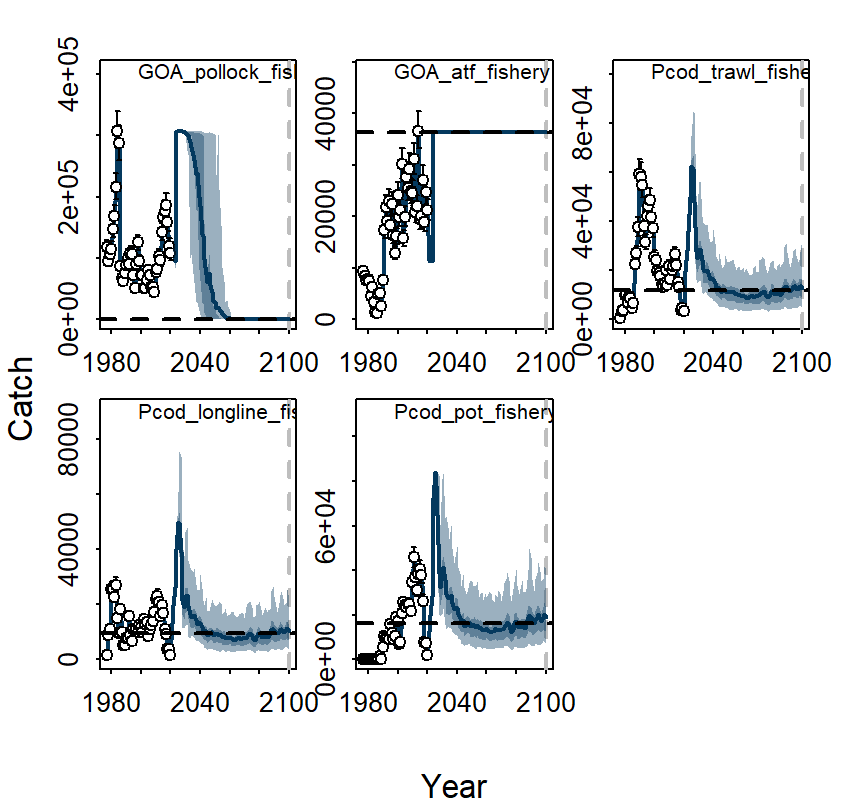 GOA_pollock_fisl
GOA_atf_fishery
Pcod_trawl_fishe
0e+00 2e+05 4e+05
0 20000 40000
0e+00 4e+04 8e+04
1980 2040 2100
1980 2040 2100
1980 2040 2100
Catch
Pcod_longline_fis
Pcod_pot_fishery
0 40000 80000
0e+00 6e+04
1980 2040 2100
1980 2040 2100
Year